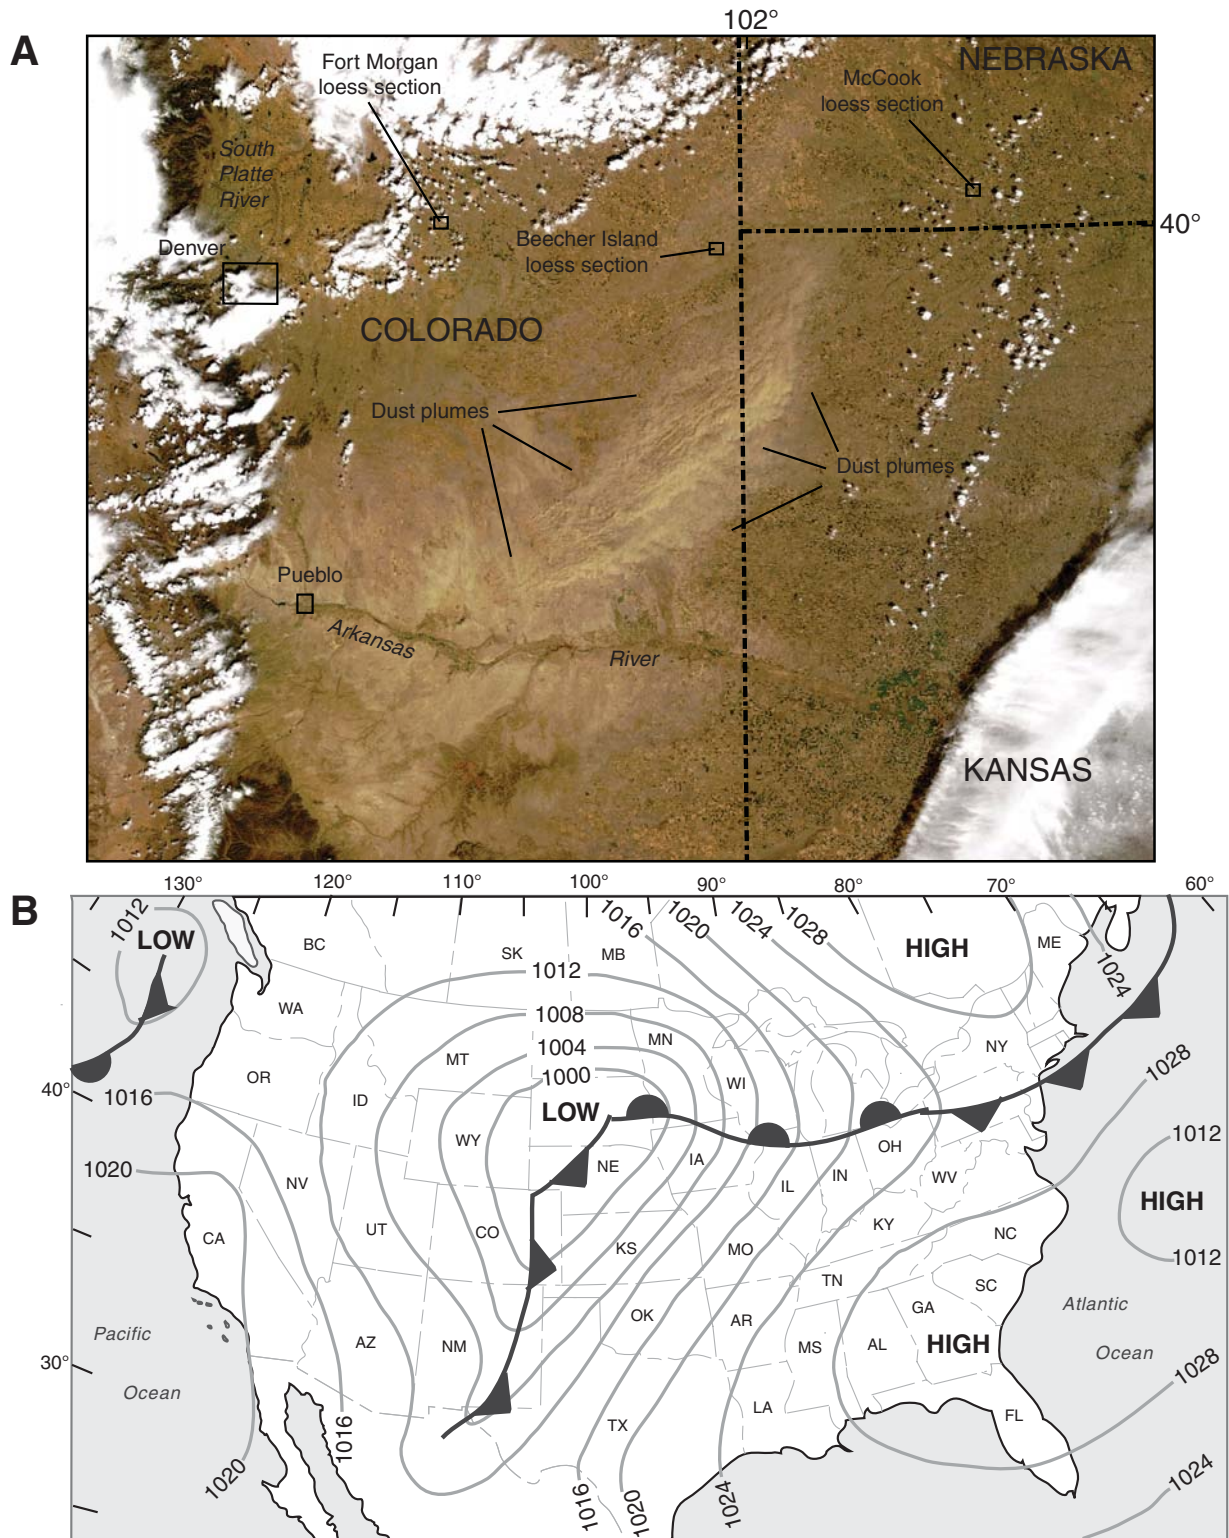 A
102°
Fort Morgan
loess section
NEBRASKA
McCook
loess section
South
Platte
River
40°
Denver
Beecher Island
loess section
COLORADO
Dust plumes
Dust plumes
Pueblo
Arkansas
River
KANSAS
B
130°
120°
110°
100°
90°
80°
70°
60°
1012
LOW
BC
SK
MB
1016
1020
1024
1028
HIGH
ME
1024
1012
WA
1008
MT
1004
MN
NY
1000
40°
1016
OR
ID
LOW
WI
1028
WY
NE
IA
OH
1012
1020
NV
IL
IN
WV
HIGH
CA
UT
CO
KS
MO
KY
NC
1012
TN
SC
Pacific
Ocean
30°
AZ
NM
OK
AR
MS
AL
GA
HIGH
Atlantic
Ocean
1028
TX
LA
FL
1016
1020
1016
1020
1024
1024